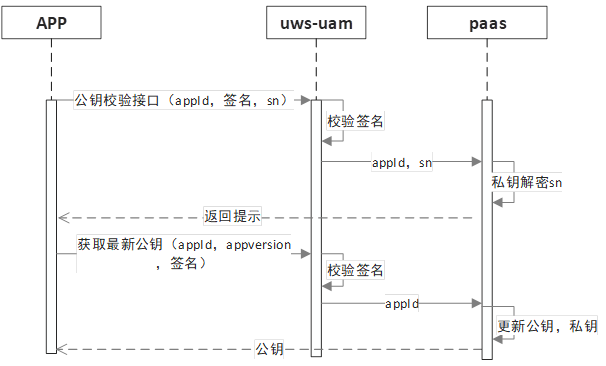 APP
uws-uam
paas
公钥校验接口（appId，签名，sn）
校验签名
appId，sn
私钥解密sn
返回提示
获取最新公钥（appId，appversion
，签名）
校验签名
appId
更新公钥，私钥
公钥